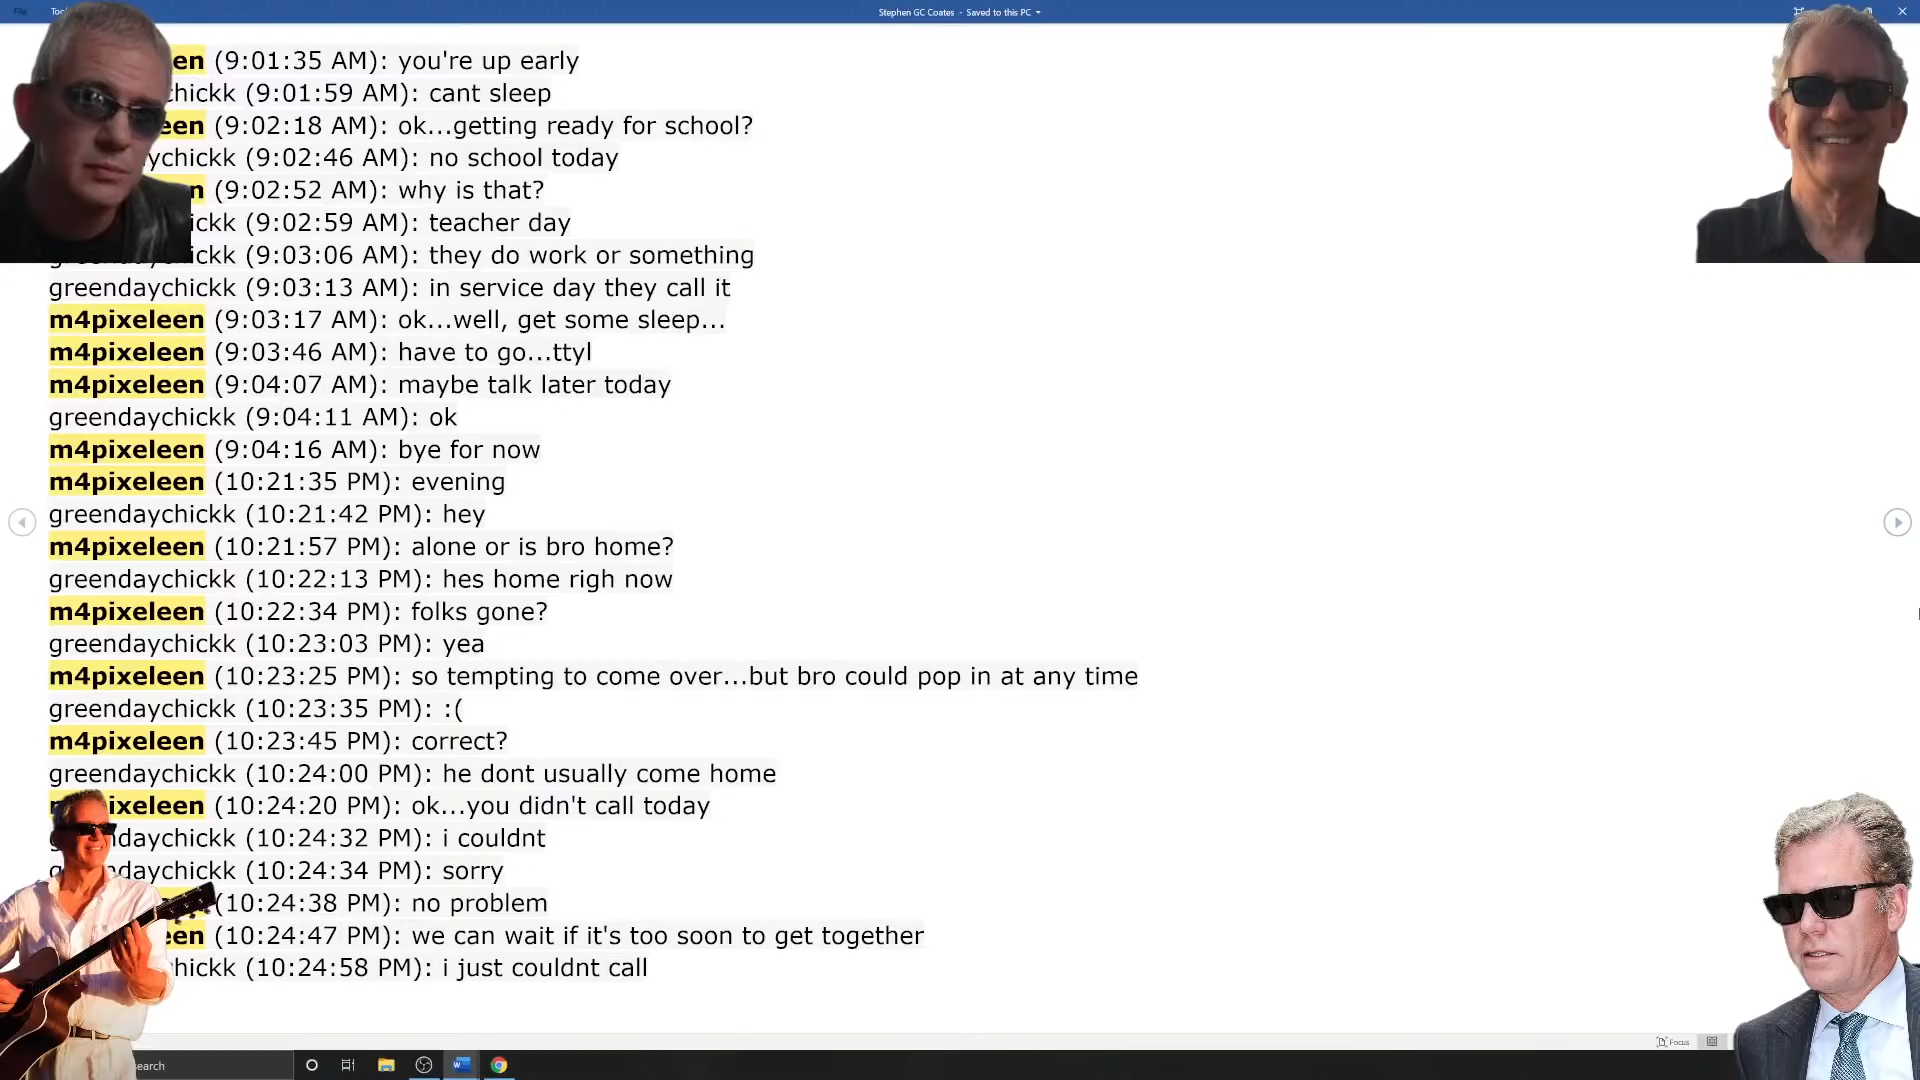 File Too
Stephen GC Coates - Saved to this PC
en (9:01:35 AM): you're up early
chickk (9:01:59 AM): cant sleep
een (9:02:18 AM): ok...getting ready for school?
ychickk (9:02:46 AM): no school today
n (9:02:52 AM): why is that?
ickk (9:02:59 AM): teacher day
greendaychickk (9:03:06 AM): they do work or something
greendaychickk (9:03:13 AM): in service day they call it
m4pixeleen (9:03:17 AM): ok...well, get some sleep...
m4pixeleen (9:03:46 AM): have to go...ttyl
m4pixeleen (9:04:07 AM): maybe talk later today
greendaychickk (9:04:11 AM): ok
m4pixeleen (9:04:16 AM): bye for now
m4pixeleen (10:21:35 PM): evening
greendaychickk (10:21:42 PM): hey
m4pixeleen (10:21:57 PM): alone or is bro home?
greendaychickk (10:22:13 PM): hes home righ now
m4pixeleen (10:22:34 PM): folks gone?
greendaychickk (10:23:03 PM): yea
m4pixeleen (10:23:25 PM): so tempting to come over...but bro could pop in at any time
greendaychickk (10:23:35 PM): :(
m4pixeleen (10:23:45 PM): correct?
greendaychickk (10:24:00 PM): he dont usually come home
ixeleen (10:24:20 PM): ok...you didn't call today
ndaychickk (10:24:32 PM): i couldnt
daychickk (10:24:34 PM): sorry
(10:24:38 PM): no problem
een (10:24:47 PM): we can wait if it's too soon to get together
hickk (10:24:58 PM): i just couldnt call
Focus
earch